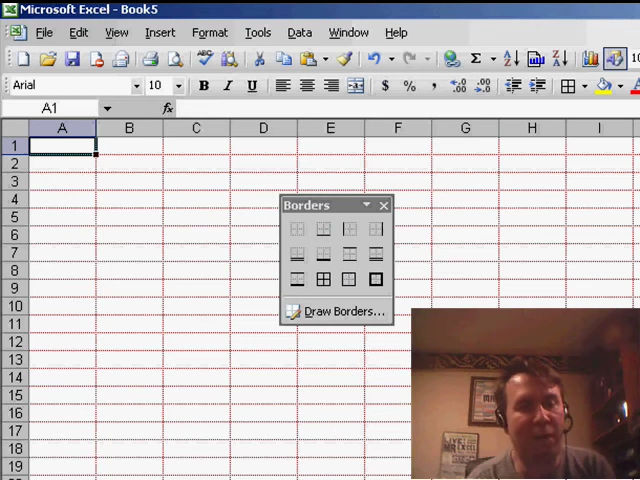 Microsoft Excel - Book5
File Edit View Insert Format Tools Data Window Help
Arial 10 B I U $ % ,
A1 fx
A B C D E F G H I
1
2
3
4
5
6
7
8
9
10
11
12
13
14
15
16
17
18
19
Borders
Draw Borders...